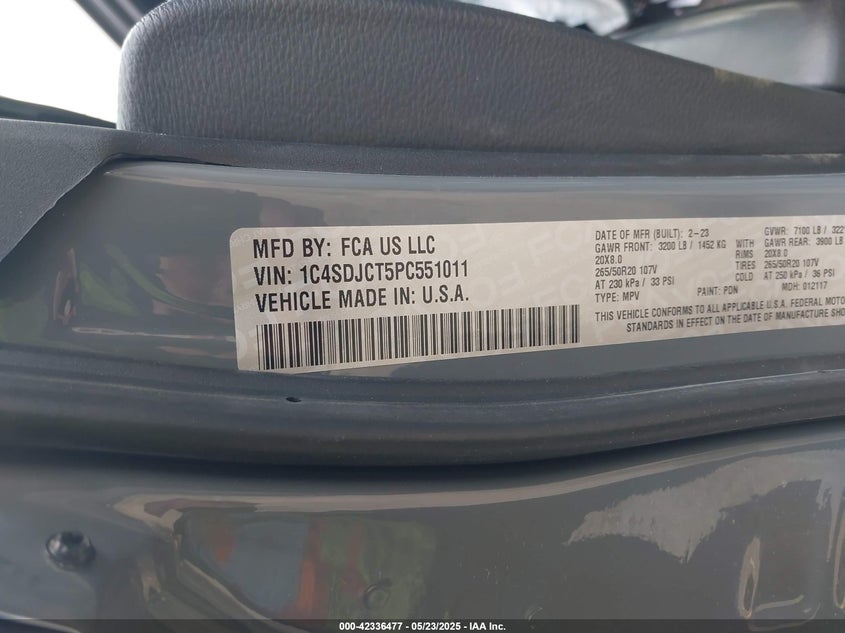 MFD BY: FCA US LLC
VIN: 1C4SDJCT5PC551011
VEHICLE MADE IN: U.S.A.
DATE OF MFR (BUILT): 2-23 GVWR: 7100 LB / 322
GAWR FRONT: 3200 LB / 1452 KG WITH GAWR REAR: 3900 LB
20X8.0 RIMS 20X8.0
265/50R20 107V TIRES 265/50R20 107V
AT 230 kPa / 33 PSI COLD AT 250 kPa / 36 PSI
TYPE: MPV PAINT: PDN MDH: 012117
THIS VEHICLE CONFORMS TO ALL APPLICABLE U.S.A. FEDERAL MOTO
STANDARDS IN EFFECT ON THE DATE OF MANUFACTURE SHO
000-42336477 - 05/23/2025 - IAA Inc.